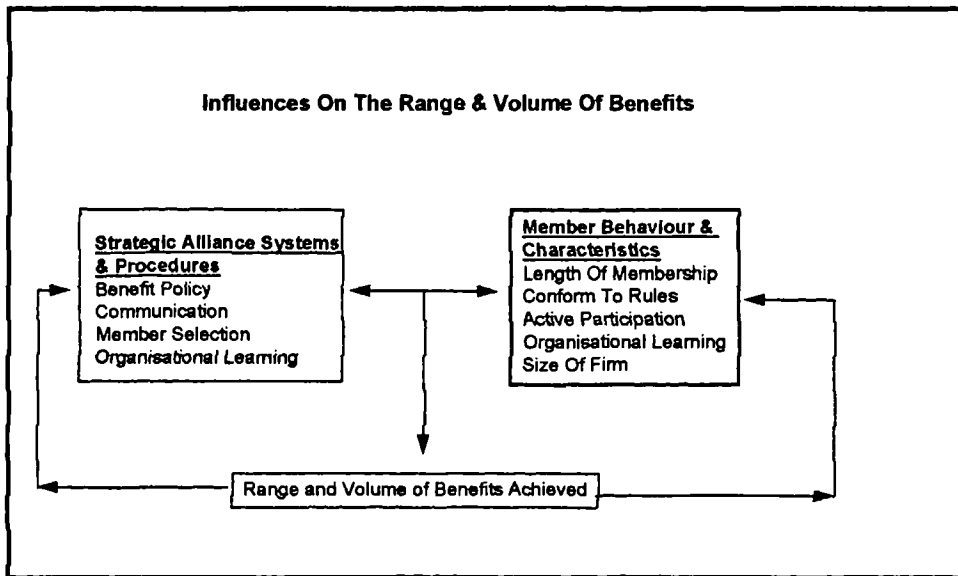 Influences On The Range & Volume Of Benefits
Strategic Alliance Systems
& Procedures
Benefit Policy
Communication
Member Selection
Organisational Learning
Member Behaviour &
Characteristics
Length Of Membership
Conform To Rules
Active Participation
Organisational Learning
Size Of Firm
Range and Volume of Benefits Achieved